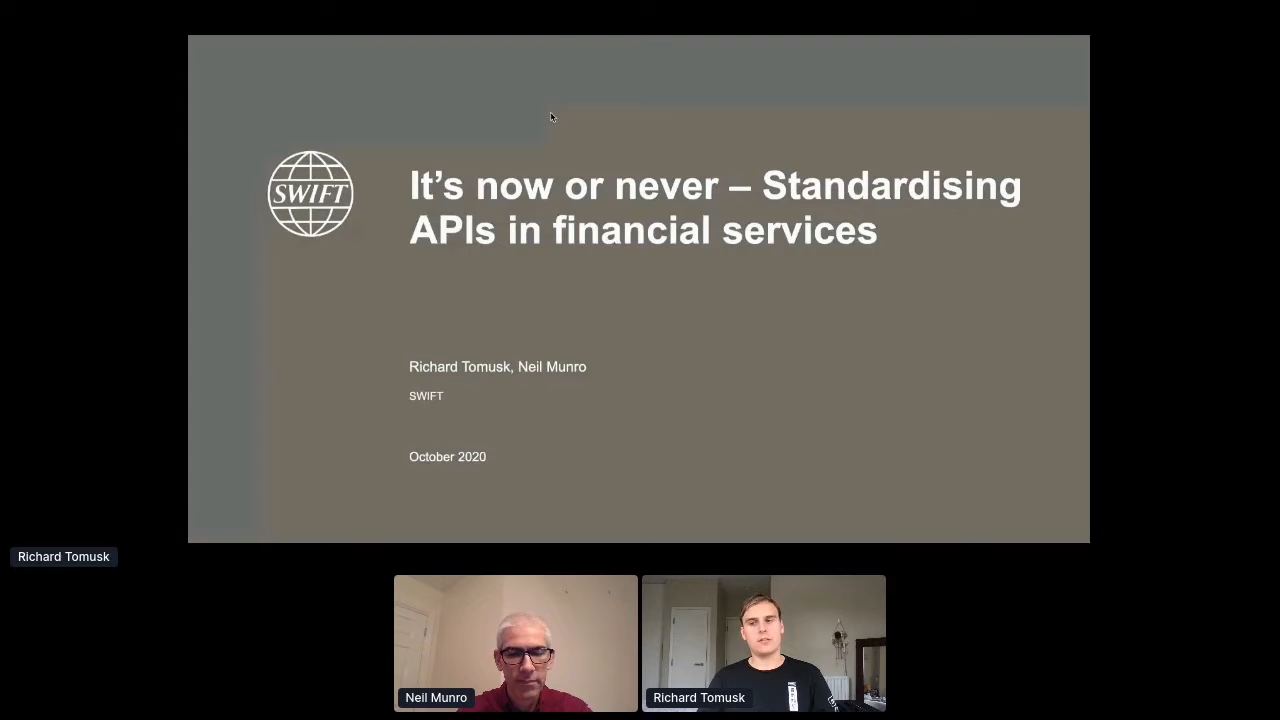 SWIFT
It’s now or never – Standardising
APIs in financial services
Richard Tomusk, Neil Munro
SWIFT
October 2020
Richard Tomusk
Neil Munro
Richard Tomusk